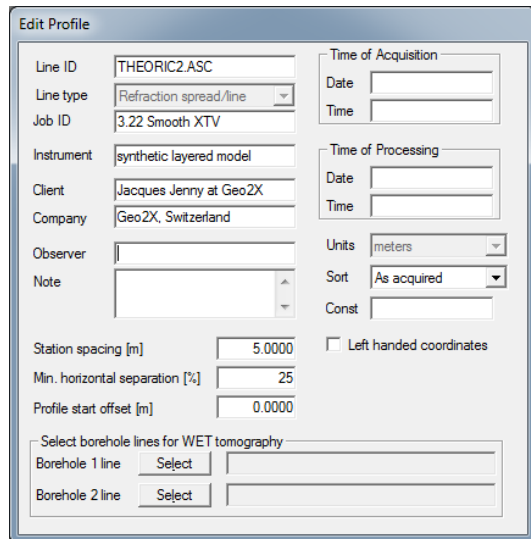 Edit Profile
Line ID THEORIC2.ASC
Line type Refraction spread/line
Job ID 3.22 Smooth XTV
Instrument synthetic layered model
Client Jacques Jenny at Geo2X
Company Geo2X, Switzerland
Observer
Note
Station spacing [m] 5.0000
Min. horizontal separation [%] 25
Profile start offset [m] 0.0000
Time of Acquisition
Date
Time
Time of Processing
Date
Time
Units meters
Sort As acquired
Const
Left handed coordinates
Select borehole lines for WET tomography
Borehole 1 line Select
Borehole 2 line Select